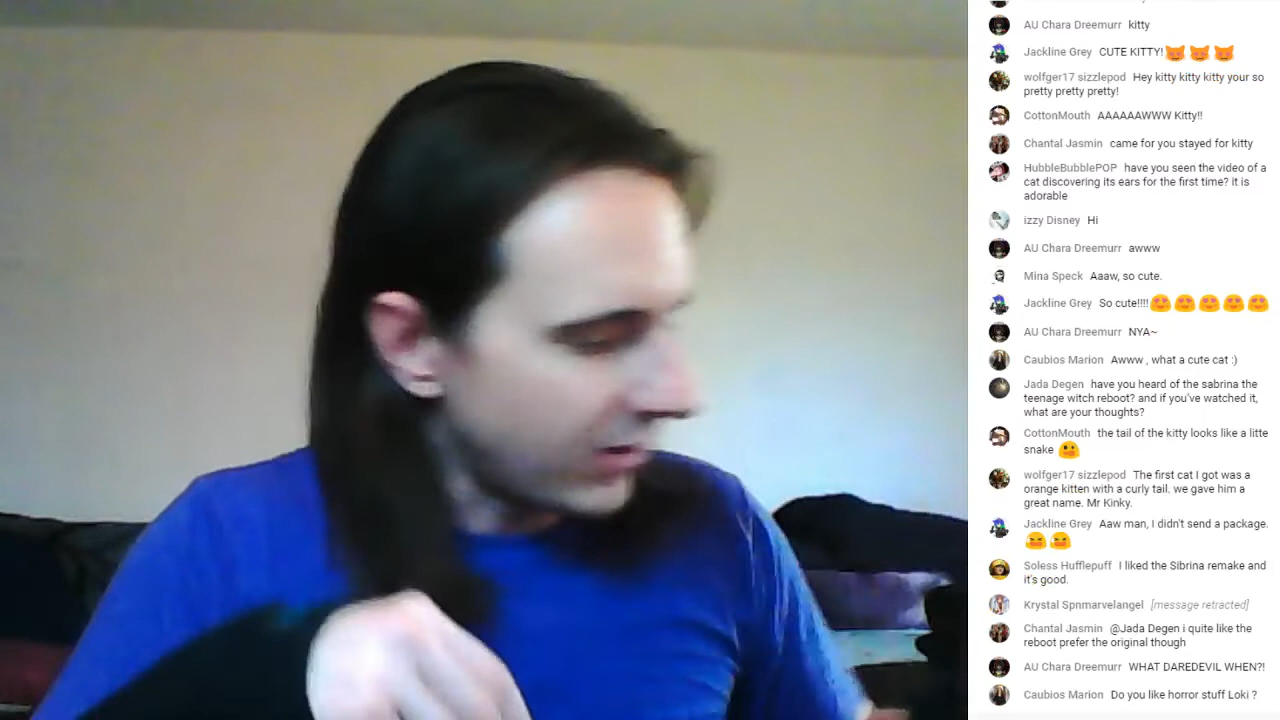 AU Chara Dreemurr kitty
Jackline Grey CUTE KITTY!
wolfger17 sizzlepod Hey kitty kitty kitty your so
pretty pretty pretty!
CottonMouth AAAAAAWWW Kitty!!
Chantal Jasmin came for you stayed for kitty
HubbleBubblePOP have you seen the video of a
cat discovering its ears for the first time? it is
adorable
izzy Disney Hi
AU Chara Dreemurr awww
Mina Speck Aaaw, so cute.
Jackline Grey So cute!!!!
AU Chara Dreemurr NYA~
Caubios Marion Awww , what a cute cat :)
Jada Degen have you heard of the sabrina the
teenage witch reboot? and if you've watched it,
what are your thoughts?
CottonMouth the tail of the kitty looks like a litte
snake
wolfger17 sizzlepod The first cat I got was a
orange kitten with a curly tail. we gave him a
great name. Mr Kinky.
Jackline Grey Aaw man, I didn't send a package.
Soless Hufflepuff I liked the Sibrina remake and
it's good.
Krystal Spnmarvelangel [message retracted]
Chantal Jasmin @Jada Degen i quite like the
reboot prefer the original though
AU Chara Dreemurr WHAT DAREDEVIL WHEN?!
Caubios Marion Do you like horror stuff Loki ?